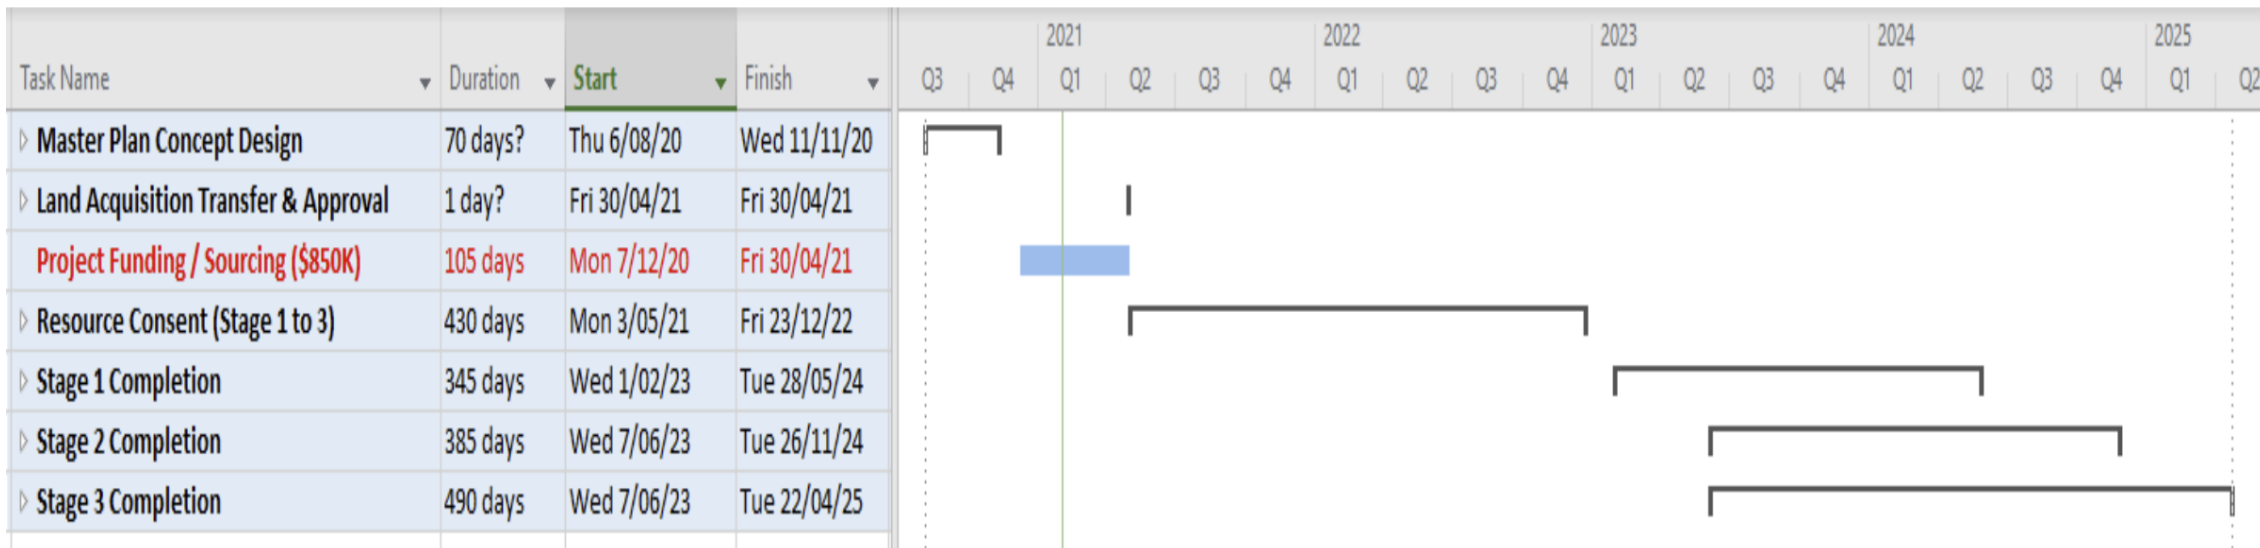 2021 2022 2023 2024 2025
Task Name Duration Start Finish Q3 Q4 Q1 Q2 Q3 Q4 Q1 Q2 Q3 Q4 Q1 Q2 Q3 Q4 Q1 Q2 Q3 Q4 Q1 Q2
Master Plan Concept Design 70 days? Thu 6/08/20 Wed 11/11/20
Land Acquisition Transfer & Approval 1 day? Fri 30/04/21 Fri 30/04/21
Project Funding / Sourcing ($850K) 105 days Mon 7/12/20 Fri 30/04/21
Resource Consent (Stage 1 to 3) 430 days Mon 3/05/21 Fri 23/12/22
Stage 1 Completion 345 days Wed 1/02/23 Tue 28/05/24
Stage 2 Completion 385 days Wed 7/06/23 Tue 26/11/24
Stage 3 Completion 490 days Wed 7/06/23 Tue 22/04/25